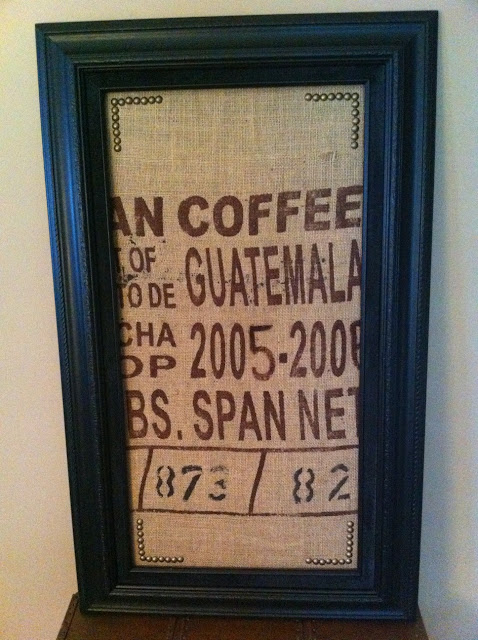 AN COFFEE
T OF
TO DE GUATEMALA
CHA
OP 2005-2006
BS. SPAN NET
/ 873 / 82